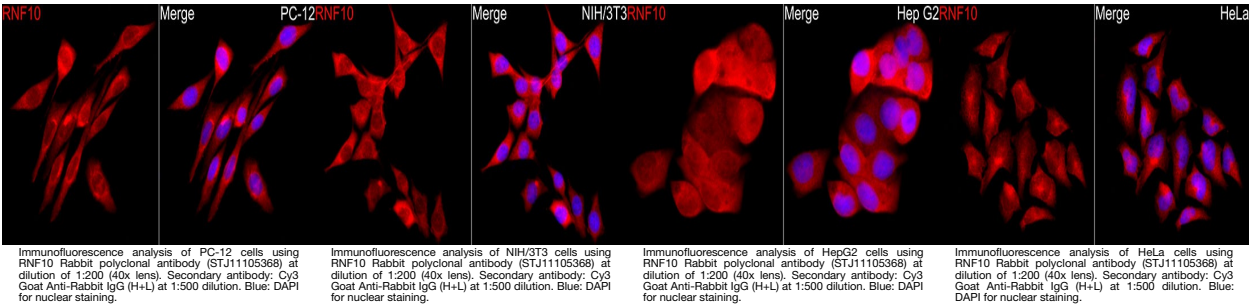 RNF10 Merge PC-12
RNF10 Merge NIH/3T3
RNF10 Merge Hep G2
RNF10 Merge HeLa
Immunofluorescence analysis of PC-12 cells using
RNF10 Rabbit polyclonal antibody (STJ11105368) at
dilution of 1:200 (40x lens). Secondary antibody: Cy3
Goat Anti-Rabbit IgG (H+L) at 1:500 dilution. Blue: DAPI
for nuclear staining.
Immunofluorescence analysis of NIH/3T3 cells using
RNF10 Rabbit polyclonal antibody (STJ11105368) at
dilution of 1:200 (40x lens). Secondary antibody: Cy3
Goat Anti-Rabbit IgG (H+L) at 1:500 dilution. Blue: DAPI
for nuclear staining.
Immunofluorescence analysis of HepG2 cells using
RNF10 Rabbit polyclonal antibody (STJ11105368) at
dilution of 1:200 (40x lens). Secondary antibody: Cy3
Goat Anti-Rabbit IgG (H+L) at 1:500 dilution. Blue: DAPI
for nuclear staining.
Immunofluorescence analysis of HeLa cells using
RNF10 Rabbit polyclonal antibody (STJ11105368) at
dilution of 1:200 (40x lens). Secondary antibody: Cy3
Goat Anti-Rabbit IgG (H+L) at 1:500 dilution. Blue:
DAPI for nuclear staining.